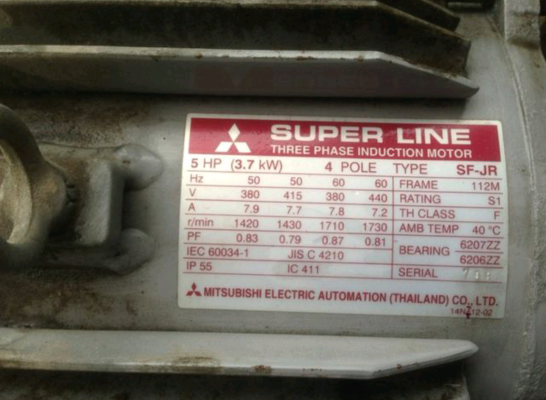 SUPER LINE
THREE PHASE INDUCTION MOTOR
5 HP (3.7 kW) 4 POLE TYPE SF-JR
Hz 50 50 60 60 FRAME 112M
V 380 415 380 440 RATING S1
A 7.9 7.7 7.8 7.2 TH CLASS F
r/min 1420 1430 1710 1730 AMB TEMP 40 °C
PF 0.83 0.79 0.87 0.81 BEARING 6207ZZ
6206ZZ
IEC 60034-1 JIS C 4210
IP 55 IC 411 SERIAL
MITSUBISHI ELECTRIC AUTOMATION (THAILAND) CO., LTD.